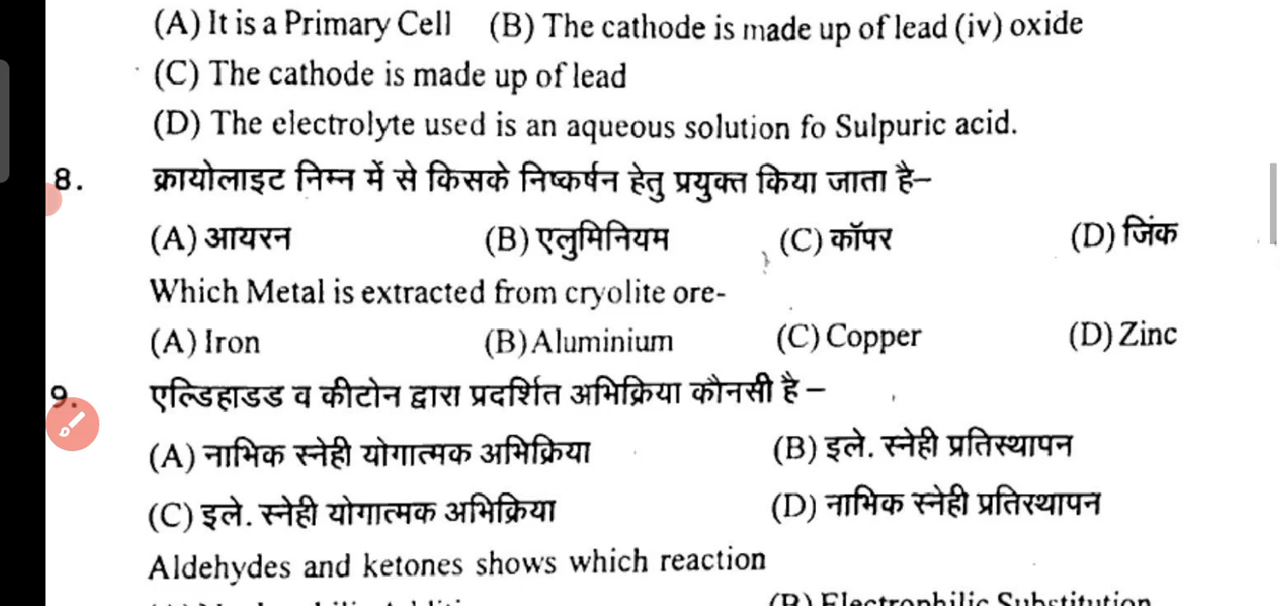 (A) It is a Primary Cell (B) The cathode is made up of lead (iv) oxide
(C) The cathode is made up of lead
(D) The electrolyte used is an aqueous solution fo Sulpuric acid.
8. क्रायोलाइट निम्न में से किसके निष्कर्षन हेतु प्रयुक्त किया जाता है–
(A) आयरन (B) एलुमिनियम (C) कॉपर (D) जिंक
Which Metal is extracted from cryolite ore-
(A) Iron (B) Aluminium (C) Copper (D) Zinc
9. एल्डिहाडड व कीटोन द्वारा प्रदर्शित अभिक्रिया कौनसी है –
(A) नाभिक स्नेही योगात्मक अभिक्रिया (B) इले. स्नेही प्रतिस्थापन
(C) इले. स्नेही योगात्मक अभिक्रिया (D) नाभिक स्नेही प्रतिस्थापन
Aldehydes and ketones shows which reaction
(B) Electrophilic Substitution